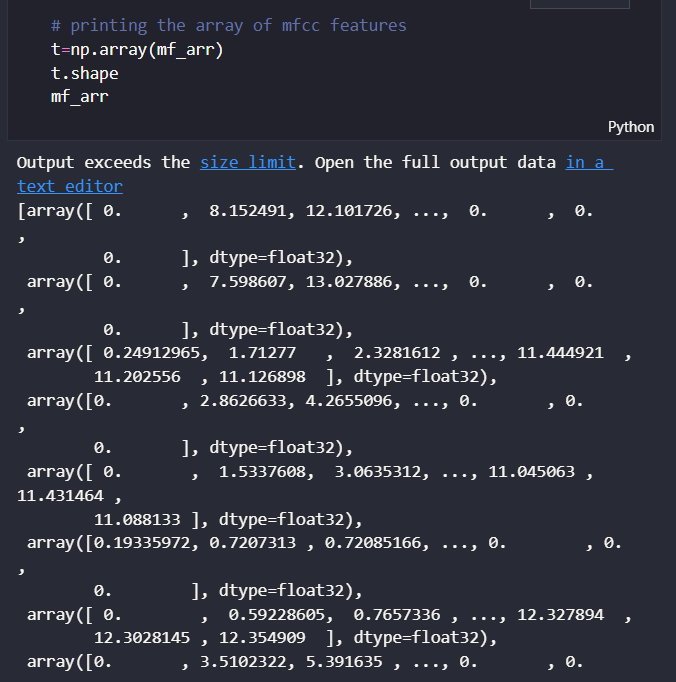 # printing the array of mfcc features
t=np.array(mf_arr)
t.shape
mf_arr
Python
Output exceeds the size limit. Open the full output data in a
text editor
[array([ 0.      ,  8.152491, 12.101726, ...,  0.      ,  0.
,
         0.      ], dtype=float32),
 array([ 0.      ,  7.598607, 13.027886, ...,  0.      ,  0.
,
         0.      ], dtype=float32),
 array([ 0.24912965,  1.71277   ,  2.3281612 , ..., 11.444921  ,
        11.202556  , 11.126898  ], dtype=float32),
 array([0.       , 2.8626633, 4.2655096, ..., 0.       , 0.
,
        0.       ], dtype=float32),
 array([ 0.       ,  1.5337608,  3.0635312, ..., 11.045063 ,
11.431464 ,
        11.088133 ], dtype=float32),
 array([0.19335972, 0.7207313 , 0.72085166, ..., 0.        , 0.
,
        0.        ], dtype=float32),
 array([ 0.        ,  0.59228605,  0.7657336 , ..., 12.327894  ,
        12.3028145 , 12.354909  ], dtype=float32),
 array([0.       , 3.5102322, 5.391635 , ..., 0.       , 0.